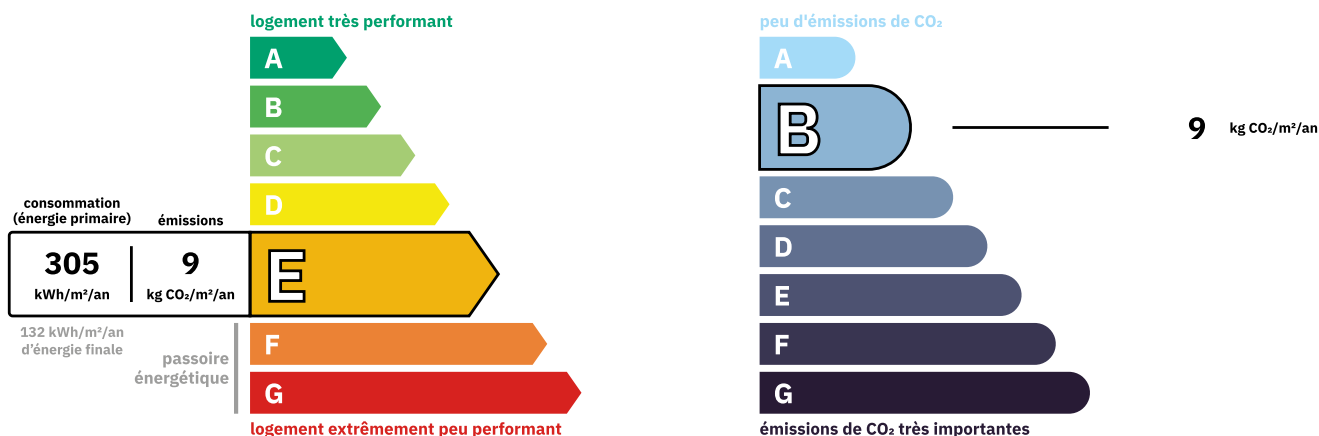 logement très performant
A
B
C
D
consommation
(énergie primaire)
émissions
305
kWh/m²/an
9
kg CO₂/m²/an
E
132 kWh/m²/an
d'énergie finale
passoire
énergétique
F
G
logement extrêmement peu performant
peu d'émissions de CO₂
A
B
9 kg CO₂/m²/an
C
D
E
F
G
émissions de CO₂ très importantes